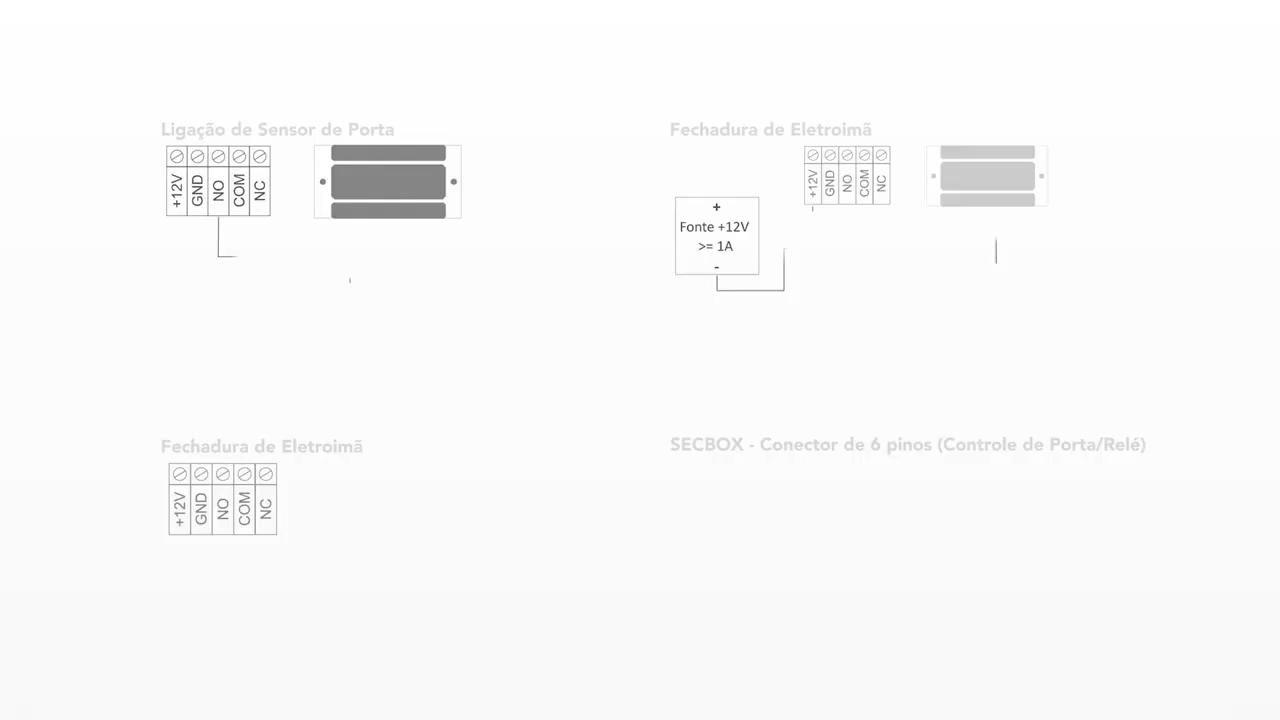 Ligação de Sensor de Porta
+12V GND NO COM NC
Fechadura de Eletroimã
+12V GND NO COM NC
+
Fonte +12V
>= 1A
-
Fechadura de Eletroimã
+12V GND NO COM NC
SECBOX - Conector de 6 pinos (Controle de Porta/Relé)